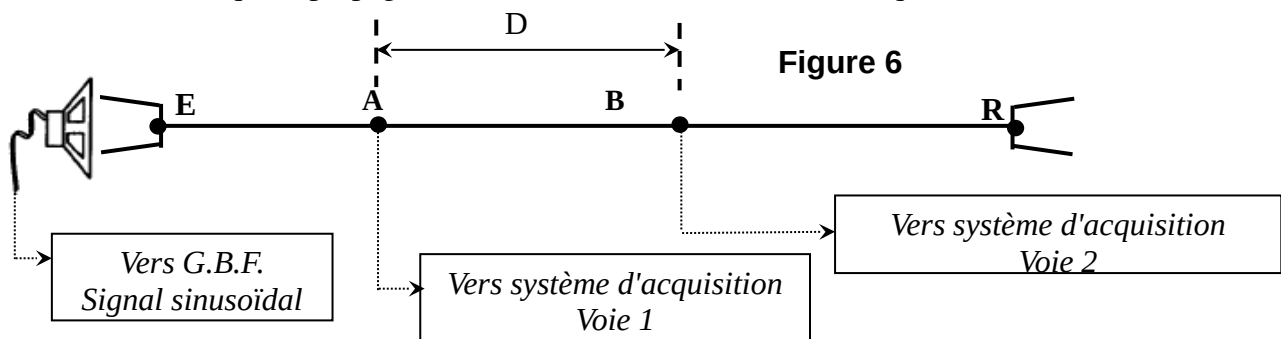 D
Figure 6
E
A
B
R
Vers G.B.F.
Signal sinusoïdal
Vers système d'acquisition
Voie 1
Vers système d'acquisition
Voie 2